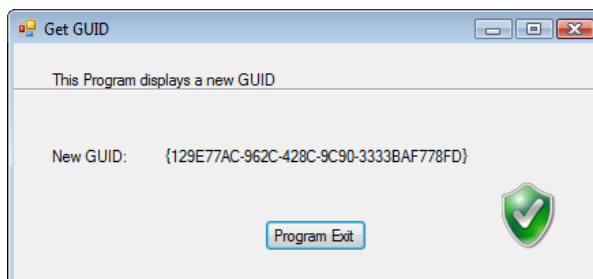 Get GUID
This Program displays a new GUID
New GUID: {129E77AC-962C-428C-9C90-3333BAF778FD}
Program Exit